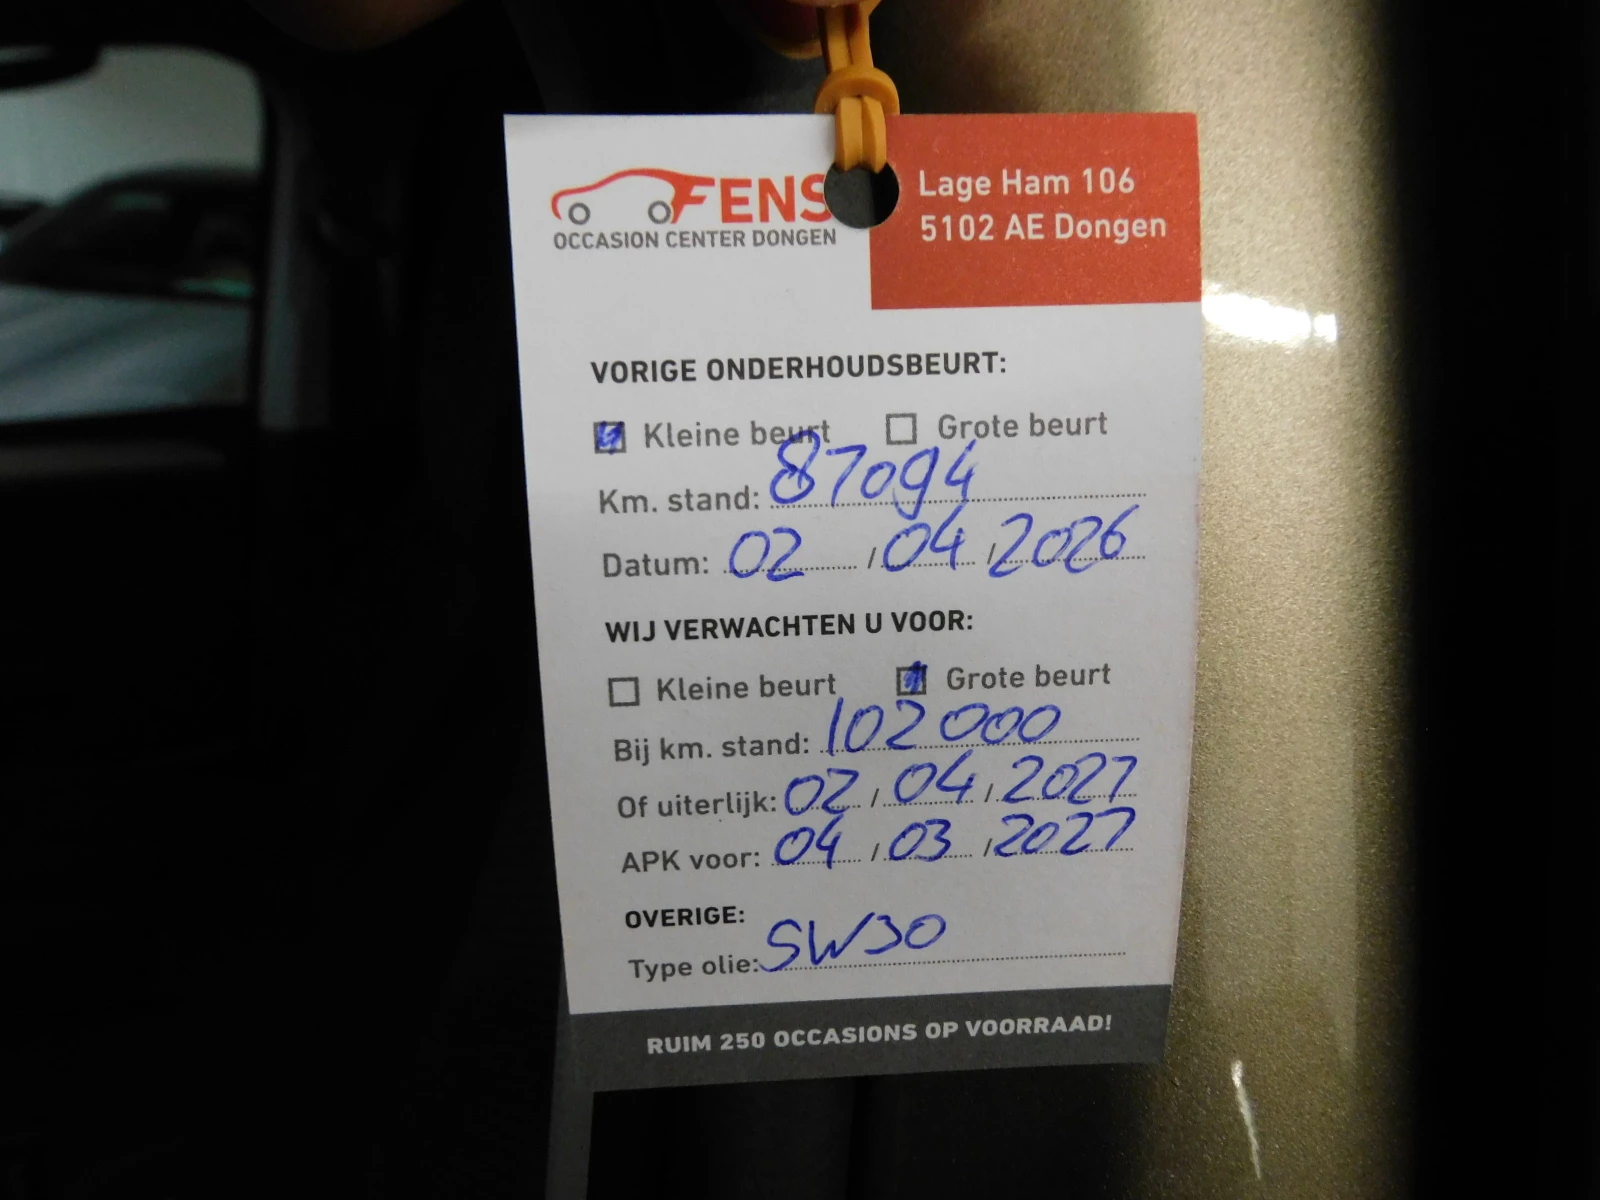 FENS
OCCASION CENTER DONGEN
Lage Ham 106
5102 AE Dongen
VORIGE ONDERHOUDSBEURT:
Kleine beurt Grote beurt
Km. stand: 87094
Datum: 02 / 04 / 2026
WIJ VERWACHTEN U VOOR:
Kleine beurt Grote beurt
Bij km. stand: 102000
Of uiterlijk: 02 / 04 / 2027
APK voor: 04 / 03 / 2027
OVERIGE:
Type olie: 5W30
RUIM 250 OCCASIONS OP VOORRAAD!